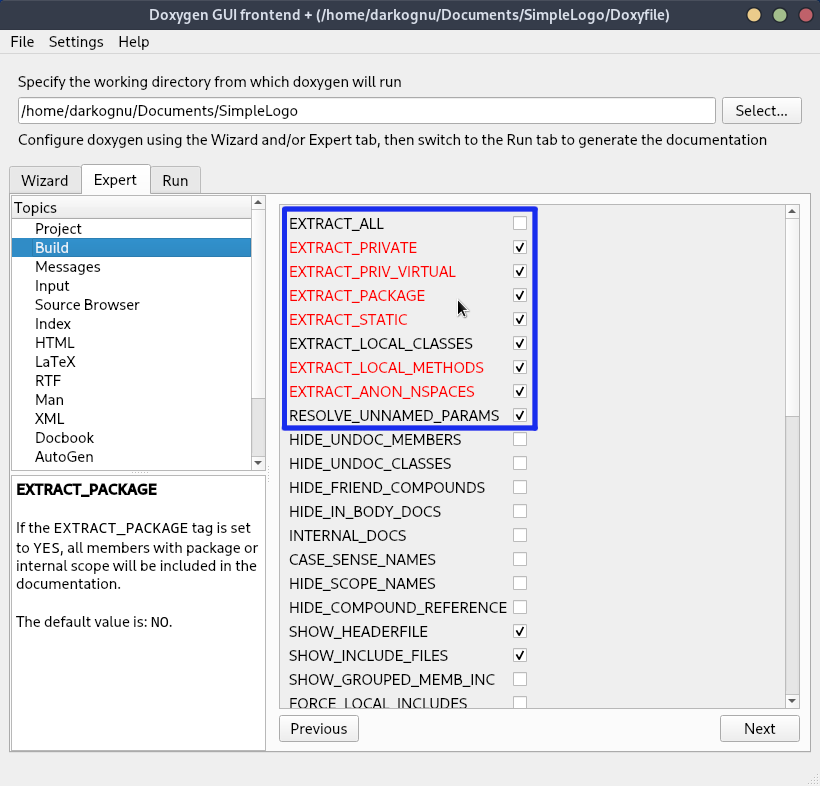 Doxygen GUI frontend + (/home/darkognu/Documents/SimpleLogo/Doxyfile)
File Settings Help
Specify the working directory from which doxygen will run
/home/darkognu/Documents/SimpleLogo
Select...
Configure doxygen using the Wizard and/or Expert tab, then switch to the Run tab to generate the documentation
Wizard Expert Run
Topics
Project
Build
Messages
Input
Source Browser
Index
HTML
LaTeX
RTF
Man
XML
Docbook
AutoGen
EXTRACT_PACKAGE
If the EXTRACT_PACKAGE tag is set
to YES, all members with package or
internal scope will be included in the
documentation.
The default value is: NO.
EXTRACT_ALL
EXTRACT_PRIVATE
EXTRACT_PRIV_VIRTUAL
EXTRACT_PACKAGE
EXTRACT_STATIC
EXTRACT_LOCAL_CLASSES
EXTRACT_LOCAL_METHODS
EXTRACT_ANON_NSPACES
RESOLVE_UNNAMED_PARAMS
HIDE_UNDOC_MEMBERS
HIDE_UNDOC_CLASSES
HIDE_FRIEND_COMPOUNDS
HIDE_IN_BODY_DOCS
INTERNAL_DOCS
CASE_SENSE_NAMES
HIDE_SCOPE_NAMES
HIDE_COMPOUND_REFERENCE
SHOW_HEADERFILE
SHOW_INCLUDE_FILES
SHOW_GROUPED_MEMB_INC
FORCE_LOCAL_INCLUDES
Previous
Next